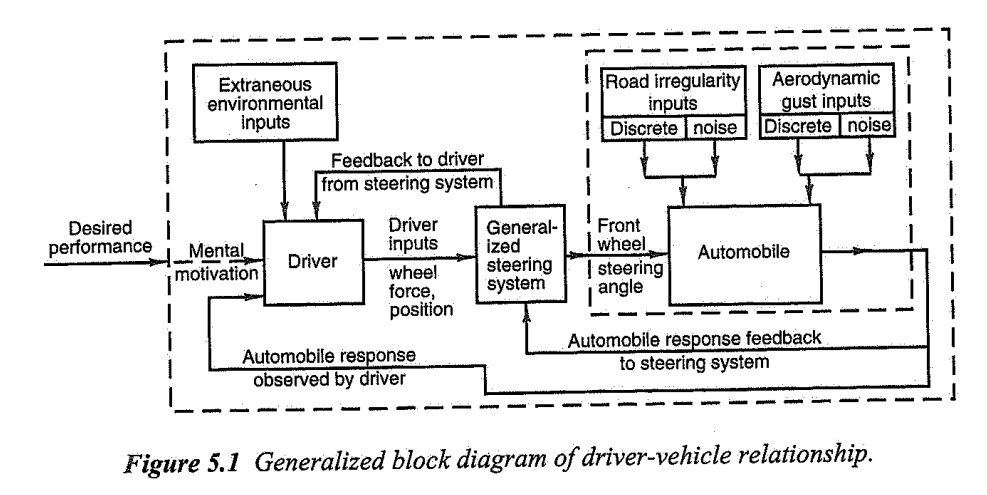 Extraneous
environmental
inputs
Road irregularity
inputs
Discrete
noise
Aerodynamic
gust inputs
Discrete
noise
Feedback to driver
from steering system
Desired
performance
Mental
motivation
Driver
Driver
inputs
wheel
force,
position
General-
ized
steering
system
Front
wheel
steering
angle
Automobile
Automobile response feedback
to steering system
Automobile response
observed by driver
Figure 5.1 Generalized block diagram of driver-vehicle relationship.